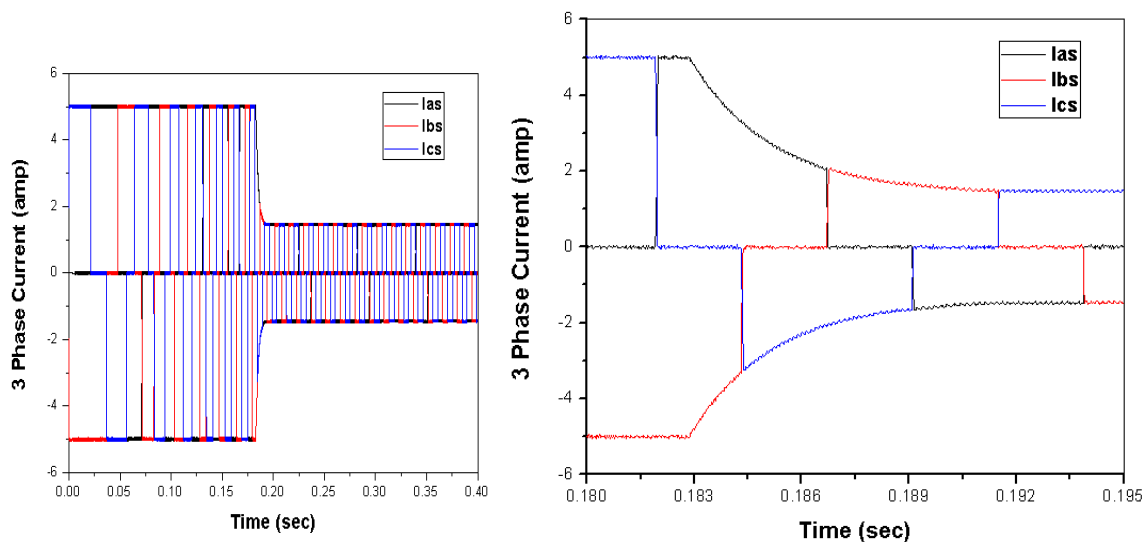 3 Phase Current (amp)
6
4
2
0
-2
-4
-6
Ias
Ibs
Ics
0.00 0.05 0.10 0.15 0.20 0.25 0.30 0.35 0.40
Time (sec)
3 Phase Current (amp)
6
4
2
0
-2
-4
-6
Ias
Ibs
Ics
0.180 0.183 0.186 0.189 0.192 0.195
Time (sec)